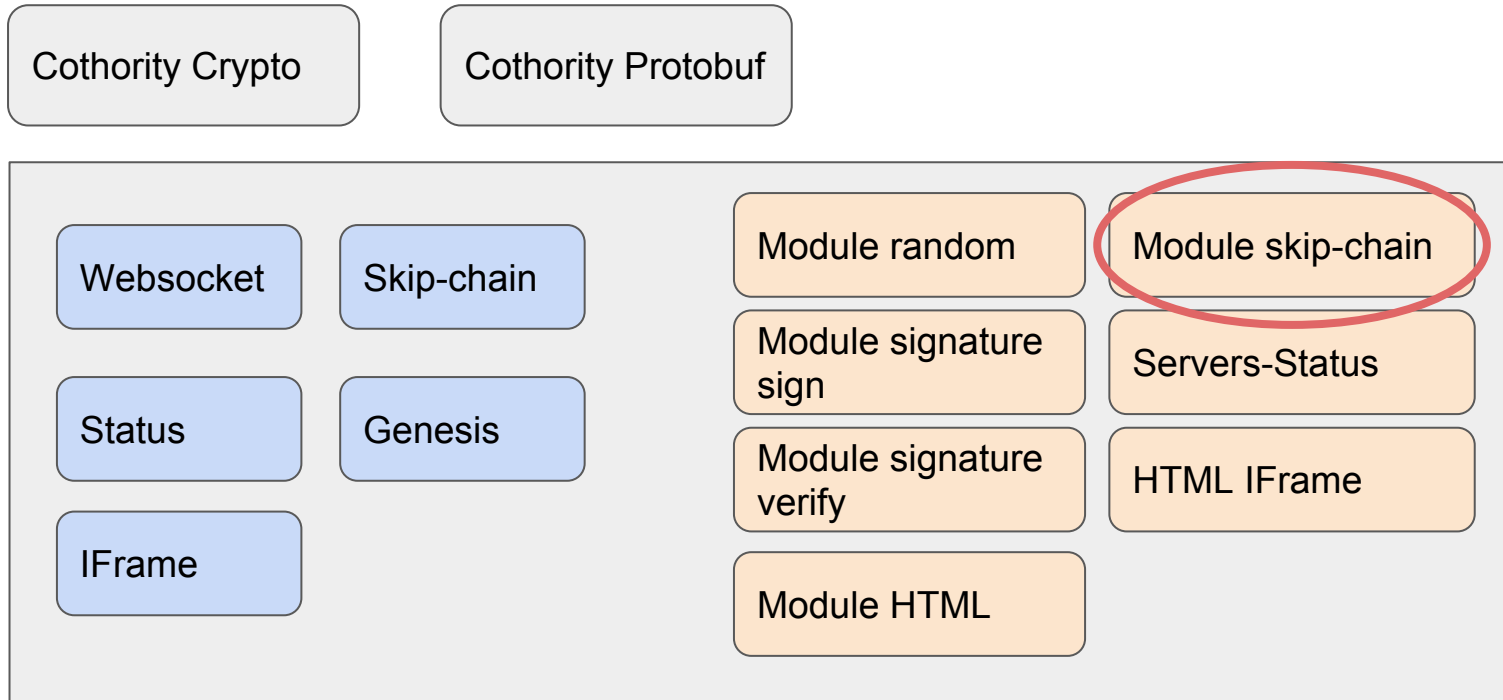 Cothority Crypto
Cothority Protobuf
Websocket
Skip-chain
Status
Genesis
IFrame
Module random
Module skip-chain
Module signature
sign
Servers-Status
Module signature
verify
HTML IFrame
Module HTML